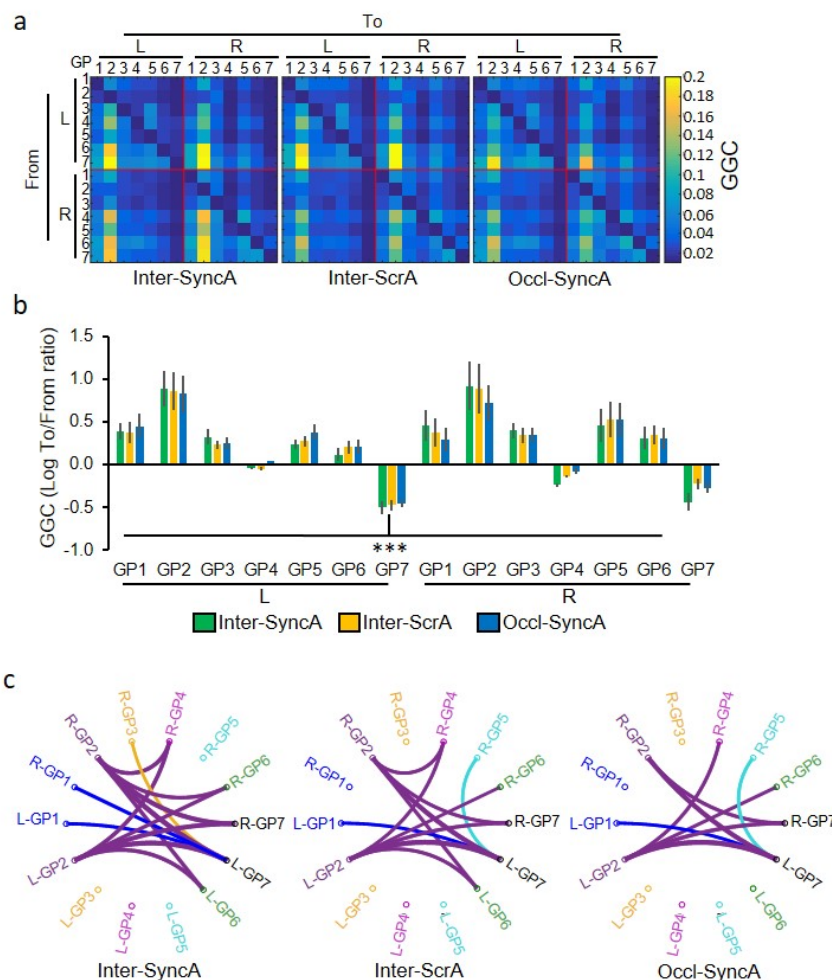 a
To
L R L R L R
GP 1 2 3 4 5 6 7 1 2 3 4 5 6 7 1 2 3 4 5 6 7 1 2 3 4 5 6 7 1 2 3 4 5 6 7 1 2 3 4 5 6 7
From
L
1
2
3
4
5
6
7
R
1
2
3
4
5
6
7
0.2
0.18
0.16
0.14
0.12
0.1
0.08
0.06
0.04
0.02
GGC
Inter-SyncA Inter-ScrA Occl-SyncA
b
GGC (Log To/From ratio)
1.5
1.0
0.5
0.0
-0.5
-1.0
***
GP1 GP2 GP3 GP4 GP5 GP6 GP7 GP1 GP2 GP3 GP4 GP5 GP6 GP7
L R
Inter-SyncA Inter-ScrA Occl-SyncA
c
R-GP3 R-GP4
R-GP2 R-GP5
R-GP1 R-GP6
L-GP1 R-GP7
L-GP2 L-GP7
L-GP3 L-GP6
L-GP4 L-GP5
Inter-SyncA
R-GP3 R-GP4
R-GP2 R-GP5
R-GP1 R-GP6
L-GP1 R-GP7
L-GP2 L-GP7
L-GP3 L-GP6
L-GP4 L-GP5
Inter-ScrA
R-GP3 R-GP4
R-GP2 R-GP5
R-GP1 R-GP6
L-GP1 R-GP7
L-GP2 L-GP7
L-GP3 L-GP6
L-GP4 L-GP5
Occl-SyncA